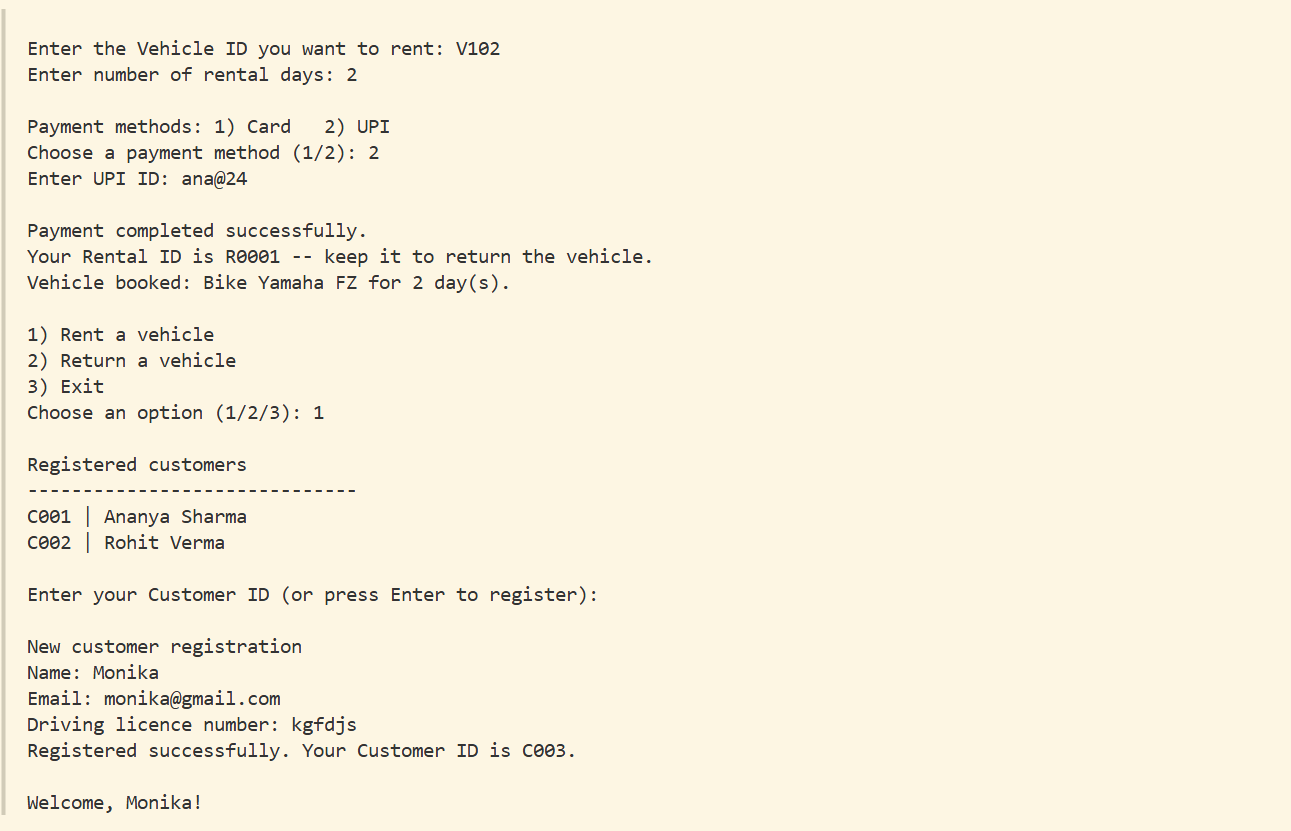 Enter the Vehicle ID you want to rent: V102
Enter number of rental days: 2
Payment methods: 1) Card   2) UPI
Choose a payment method (1/2): 2
Enter UPI ID: ana@24
Payment completed successfully.
Your Rental ID is R0001 -- keep it to return the vehicle.
Vehicle booked: Bike Yamaha FZ for 2 day(s).
1) Rent a vehicle
2) Return a vehicle
3) Exit
Choose an option (1/2/3): 1
Registered customers
------------------------------
C001 | Ananya Sharma
C002 | Rohit Verma
Enter your Customer ID (or press Enter to register):
New customer registration
Name: Monika
Email: monika@gmail.com
Driving licence number: kgfdjs
Registered successfully. Your Customer ID is C003.
Welcome, Monika!